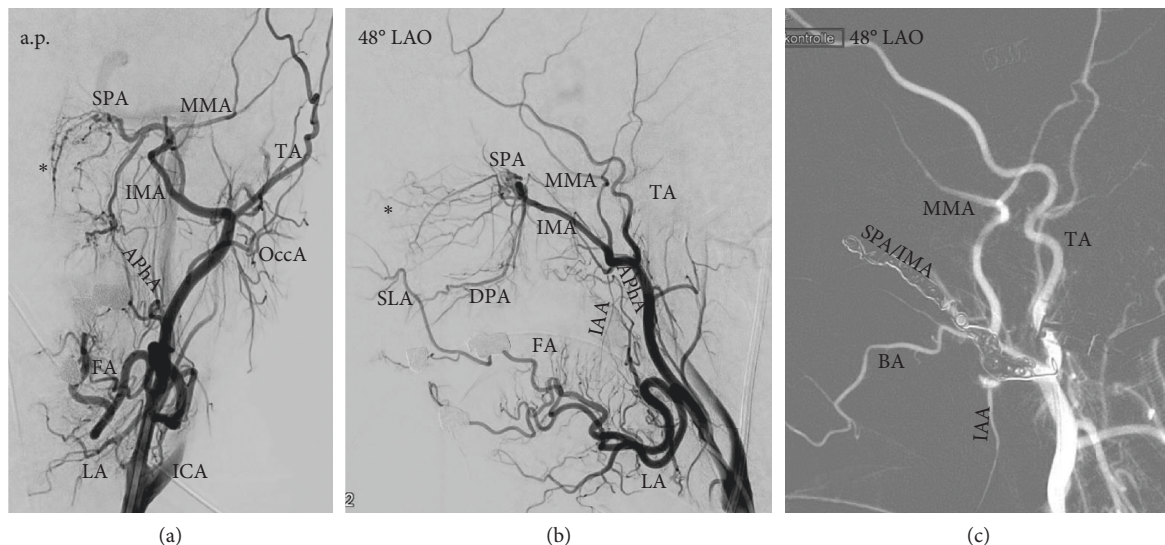 a.p.
SPA
MMA
TA
*
IMA
OccA
APhA
FA
LA
ICA
(a)
48° LAO
SPA
MMA
TA
*
IMA
APhA
SLA
DPA
IAA
FA
LA
2
(b)
kontrolle 48° LAO
MMA
SPA/IMA
TA
BA
IAA
(c)